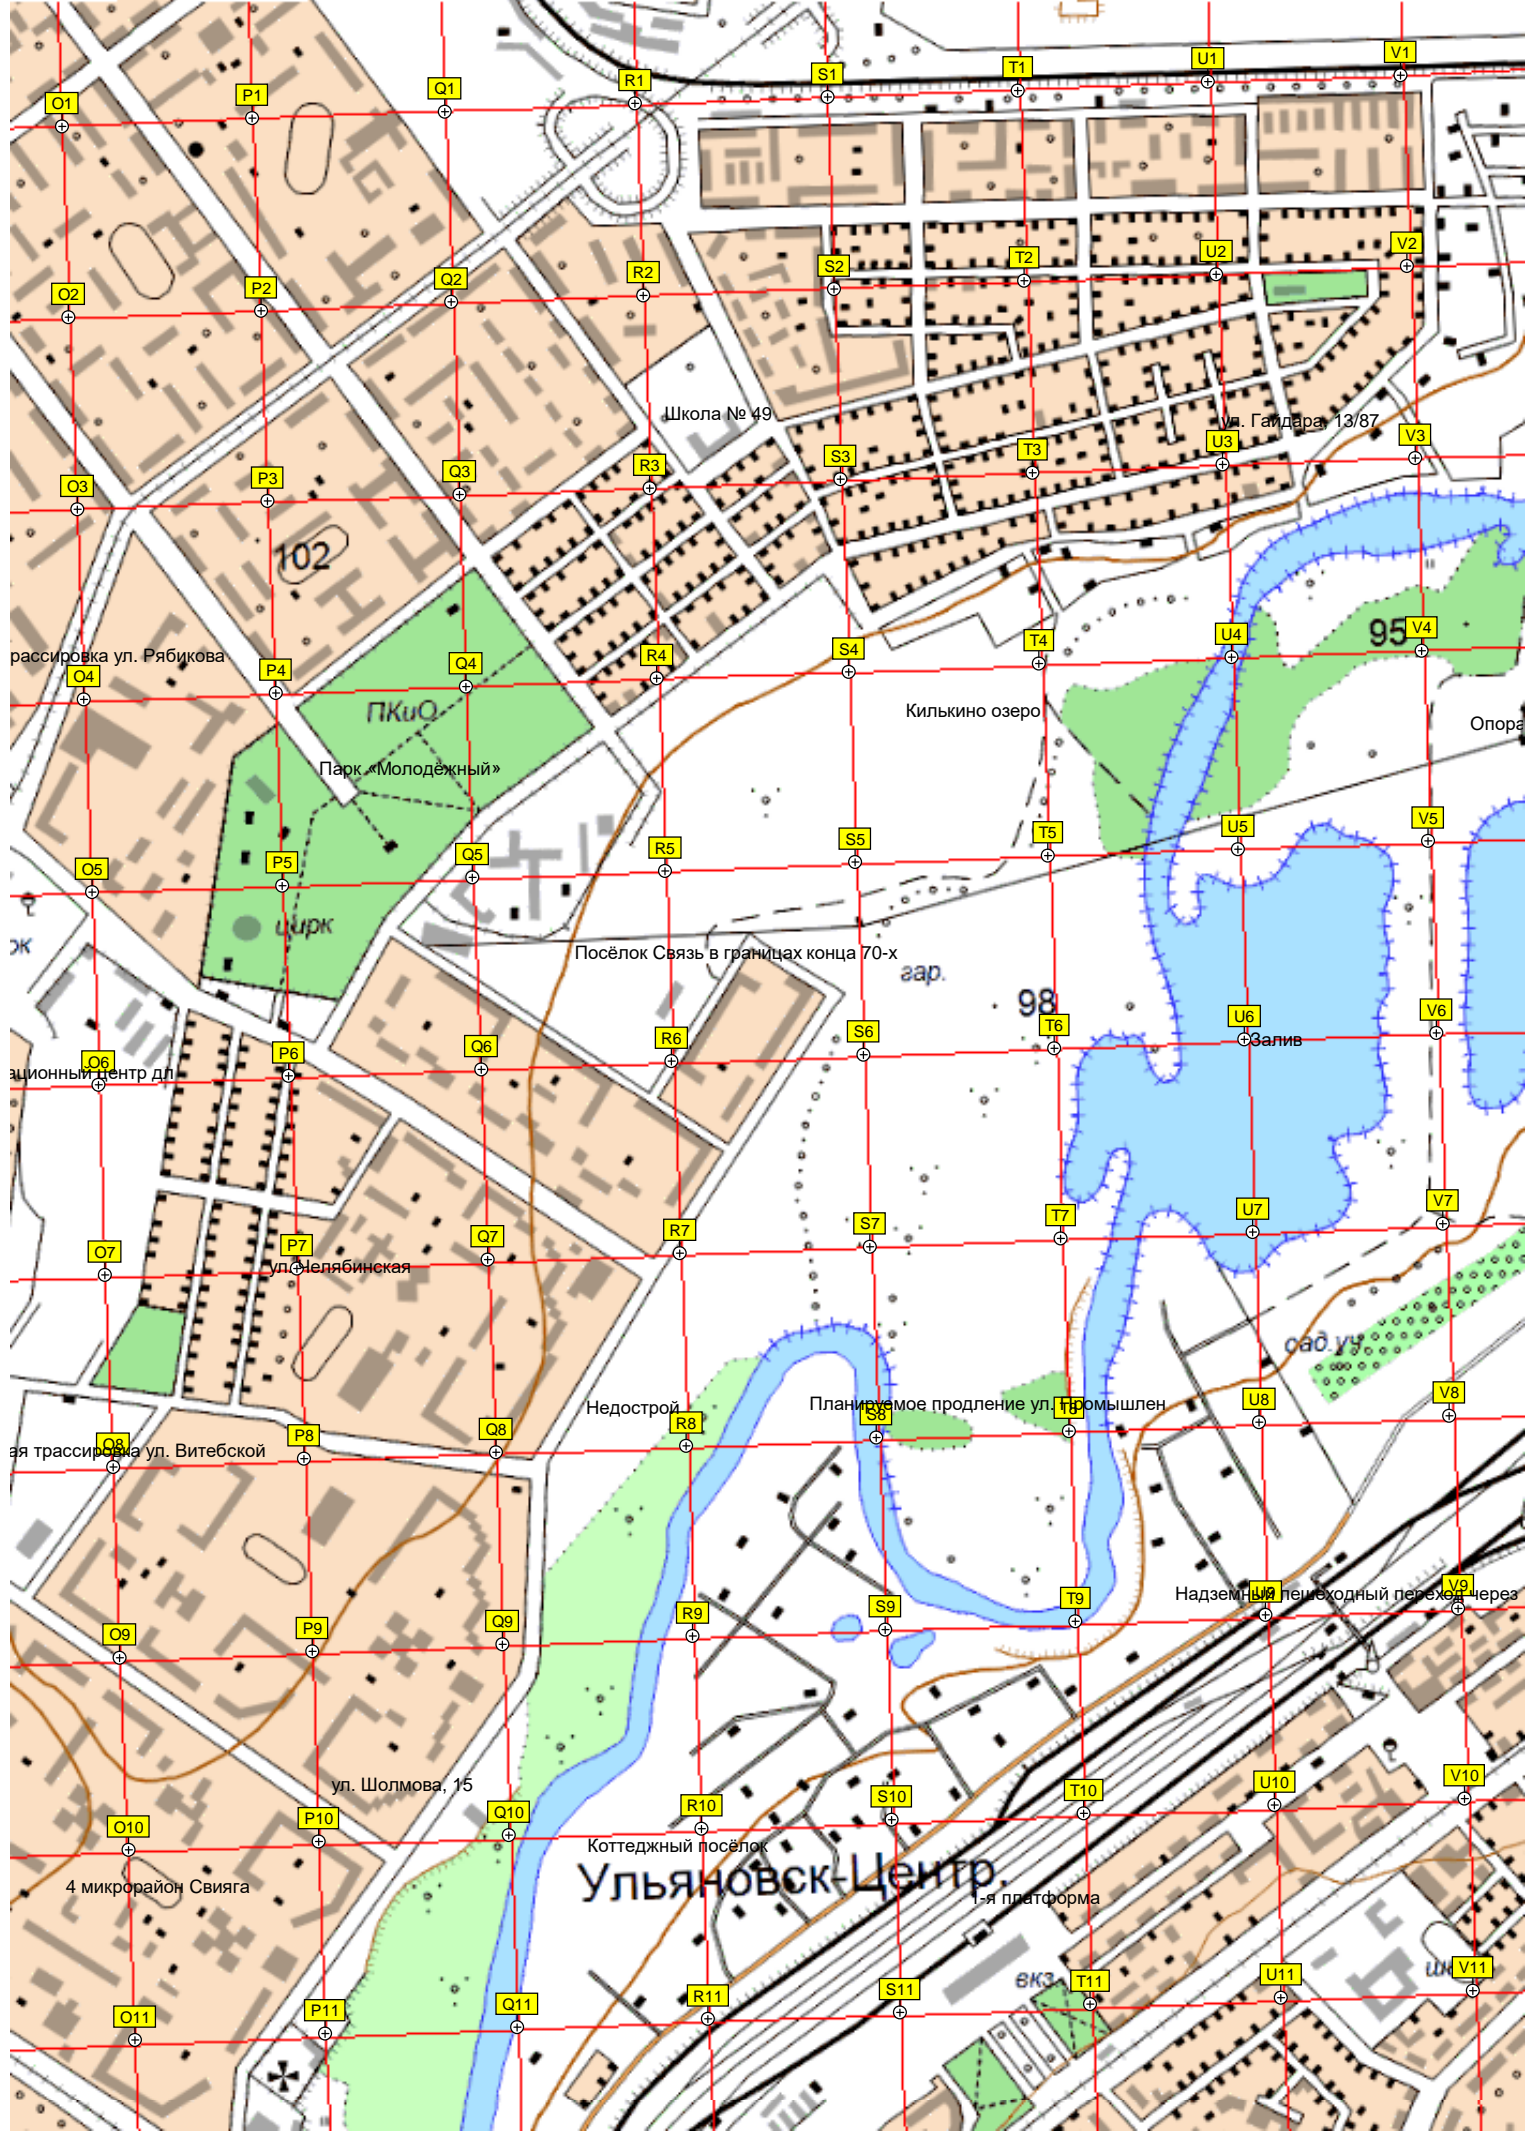 O1 P1 Q1 R1 S1 T1 U1 V1
O2 P2 Q2 R2 S2 T2 U2 V2
Школа № 49
ул. Гайдара, 13/87
O3 P3 Q3 R3 S3 T3 U3 V3
102
95
рассировка ул. Рябикова
O4 P4 Q4 R4 S4 T4 U4 V4
ПКиО
Килькино озеро
Опора
Парк «Молодёжный»
O5 P5 Q5 R5 S5 T5 U5 V5
цирк
ок
Посёлок Связь в границах конца 70-х
гар.
98
O6 P6 Q6 R6 S6 T6 U6 V6
Залив
ационный центр дл
O7 P7 Q7 R7 S7 T7 U7 V7
ул. Челябинская
сад.уч
Недострой
Планируемое продление ул. Промышлен
O8 P8 Q8 R8 S8 T8 U8 V8
ая трассировка ул. Витебской
Надземный пешеходный переход через
O9 P9 Q9 R9 S9 T9 U9 V9
ул. Шолмова, 15
O10 P10 Q10 R10 S10 T10 U10 V10
Коттеджный посёлок
Ульяновск-Центр.
4 микрорайон Свияга
1-я платформа
вкз.
шк
O11 P11 Q11 R11 S11 T11 U11 V11